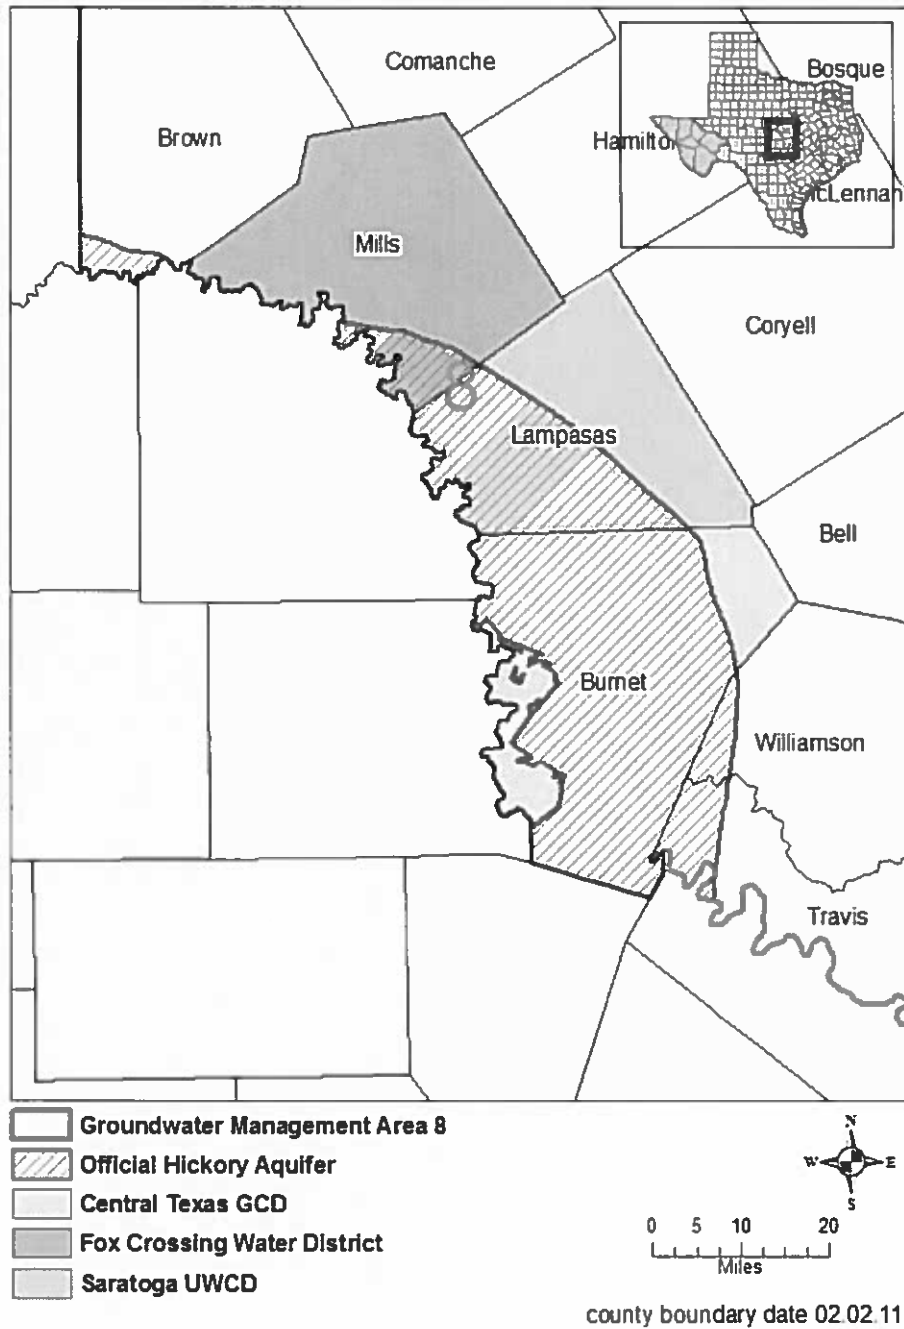 Comanche
Bosque
Brown
Hamilton
McLennan
Mills
Coryell
Lampasas
Bell
Burnet
Williamson
Travis
Groundwater Management Area 8
Official Hickory Aquifer
Central Texas GCD
Fox Crossing Water District
Saratoga UWCD
N
W E
S
0 5 10 20
Miles
county boundary date 02.02.11